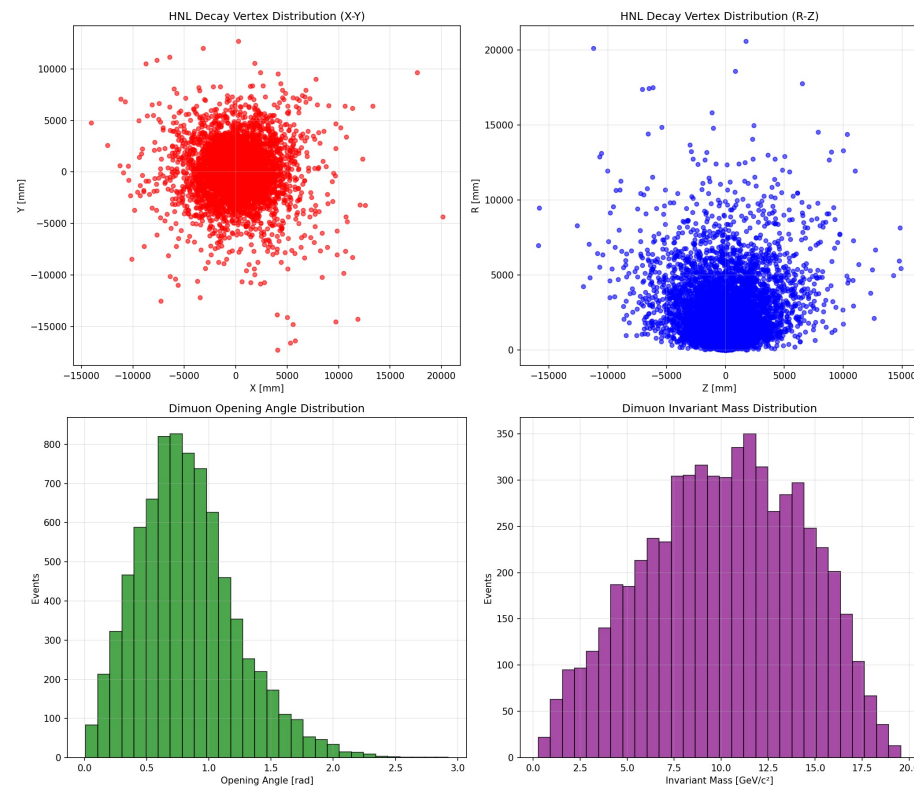 HNL Decay Vertex Distribution (X-Y)
10000
5000
0
−5000
−10000
−15000
Y [mm]
−15000 −10000 −5000 0 5000 10000 15000 20000
X [mm]
HNL Decay Vertex Distribution (R-Z)
20000
15000
10000
5000
0
R [mm]
−15000 −10000 −5000 0 5000 10000 15000
Z [mm]
Dimuon Opening Angle Distribution
800
700
600
500
400
300
200
100
0
Events
0.0 0.5 1.0 1.5 2.0 2.5 3.0
Opening Angle [rad]
Dimuon Invariant Mass Distribution
350
300
250
200
150
100
50
0
Events
0.0 2.5 5.0 7.5 10.0 12.5 15.0 17.5 20.
Invariant Mass [GeV/c²]